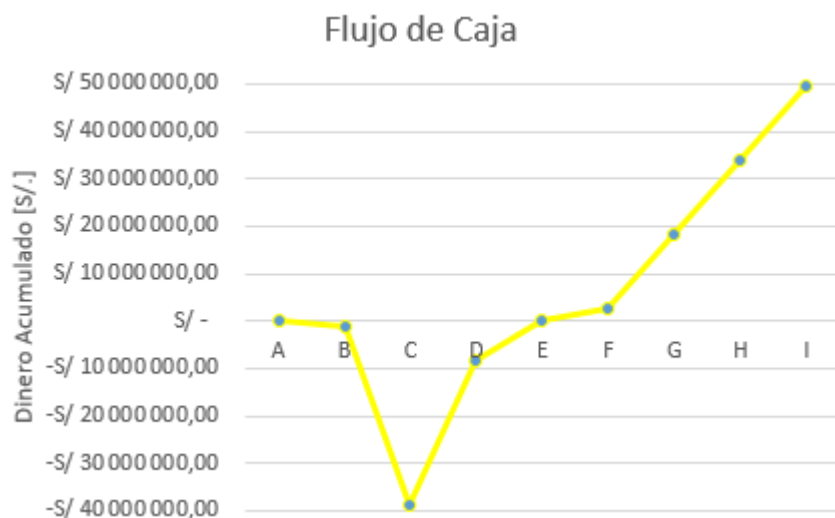 Flujo de Caja
Dinero Acumulado [S/.]
S/ 50 000 000,00
S/ 40 000 000,00
S/ 30 000 000,00
S/ 20 000 000,00
S/ 10 000 000,00
S/ -
-S/ 10 000 000,00
-S/ 20 000 000,00
-S/ 30 000 000,00
-S/ 40 000 000,00
A B C D E F G H I